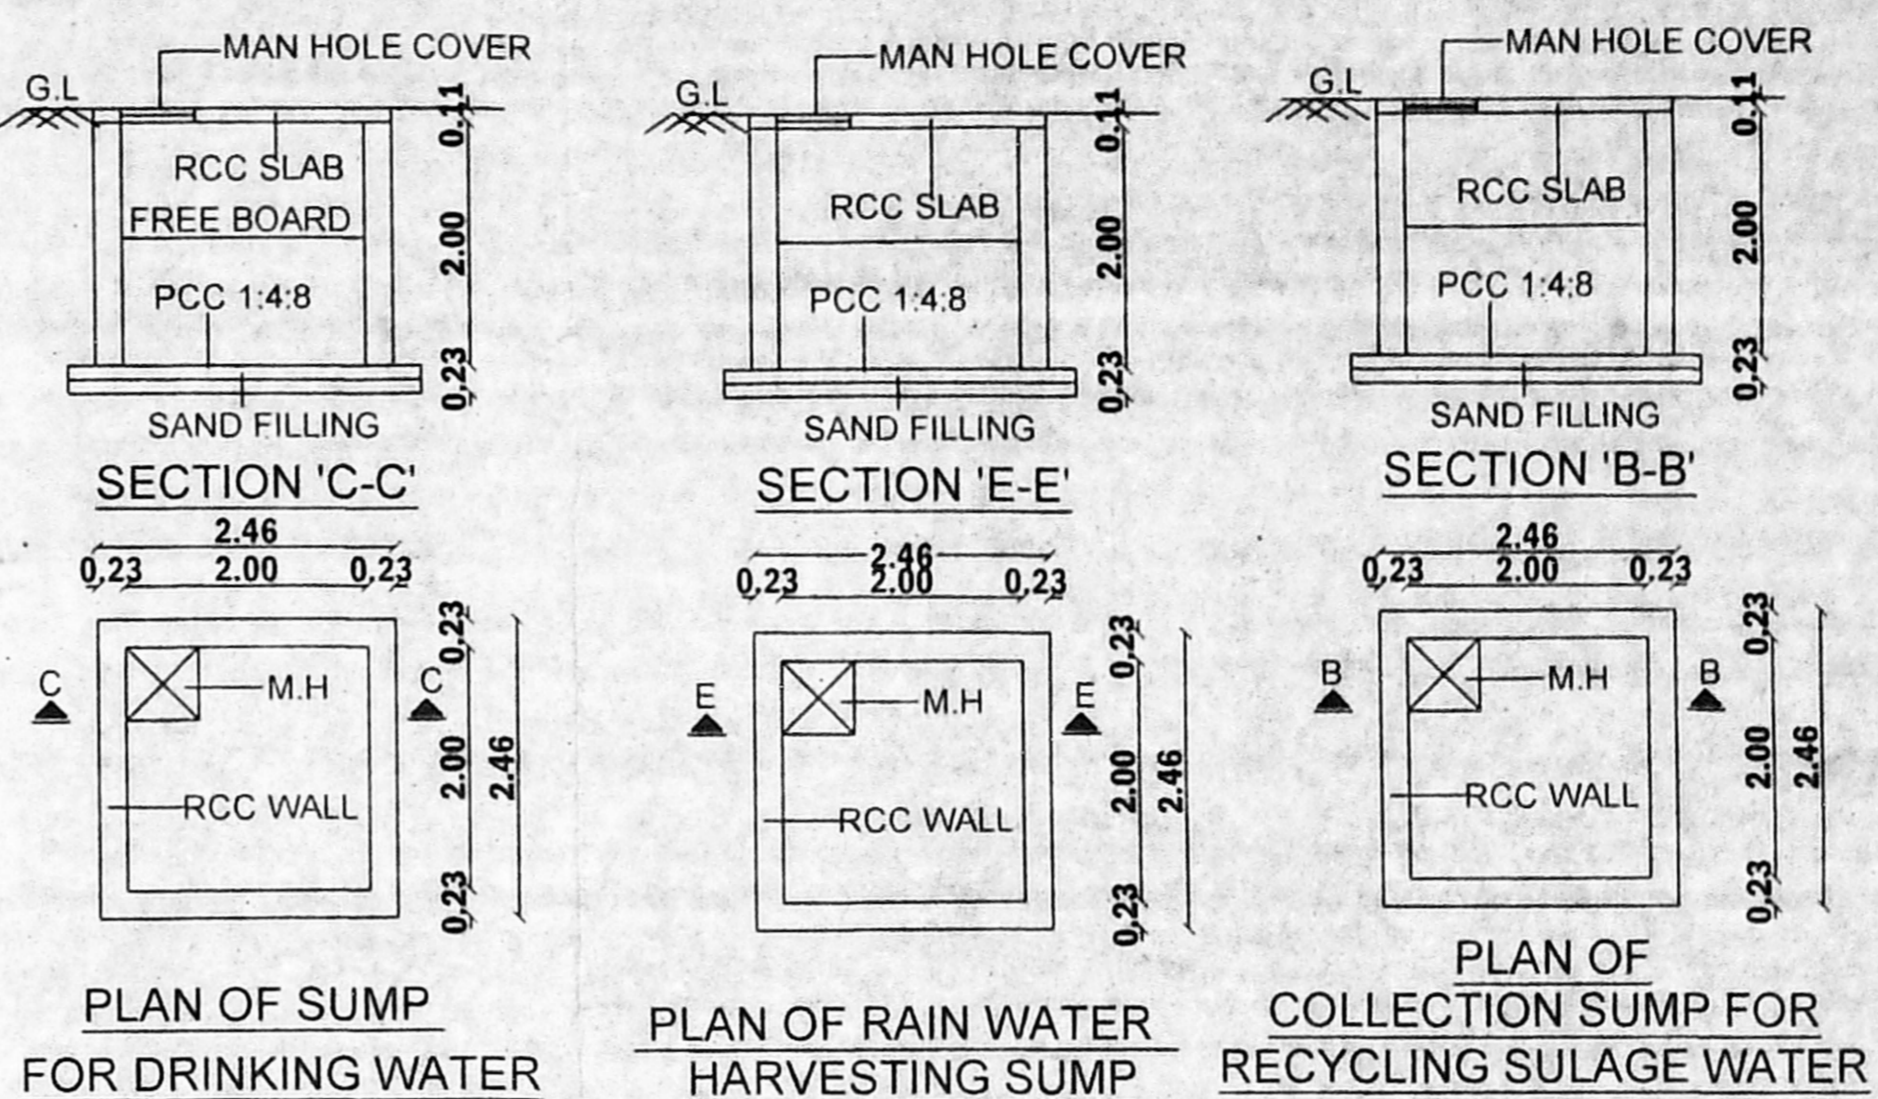 MAN HOLE COVER
G.L
0.11
RCC SLAB
FREE BOARD
2.00
PCC 1:4:8
0.23
SAND FILLING
SECTION 'C-C'
2.46
0.23 2.00 0.23
0.23
C C
M.H
2.00 2.46
RCC WALL
0.23
PLAN OF SUMP
FOR DRINKING WATER
MAN HOLE COVER
G.L
0.11
RCC SLAB
2.00
PCC 1:4:8
0.23
SAND FILLING
SECTION 'E-E'
2.46
0.23 2.00 0.23
0.23
E E
M.H
2.00 2.46
RCC WALL
0.23
PLAN OF RAIN WATER
HARVESTING SUMP
MAN HOLE COVER
G.L
0.11
RCC SLAB
2.00
PCC 1:4:8
0.23
SAND FILLING
SECTION 'B-B'
2.46
0.23 2.00 0.23
0.23
B B
M.H
2.00 2.46
RCC WALL
0.23
PLAN OF
COLLECTION SUMP FOR
RECYCLING SULAGE WATER